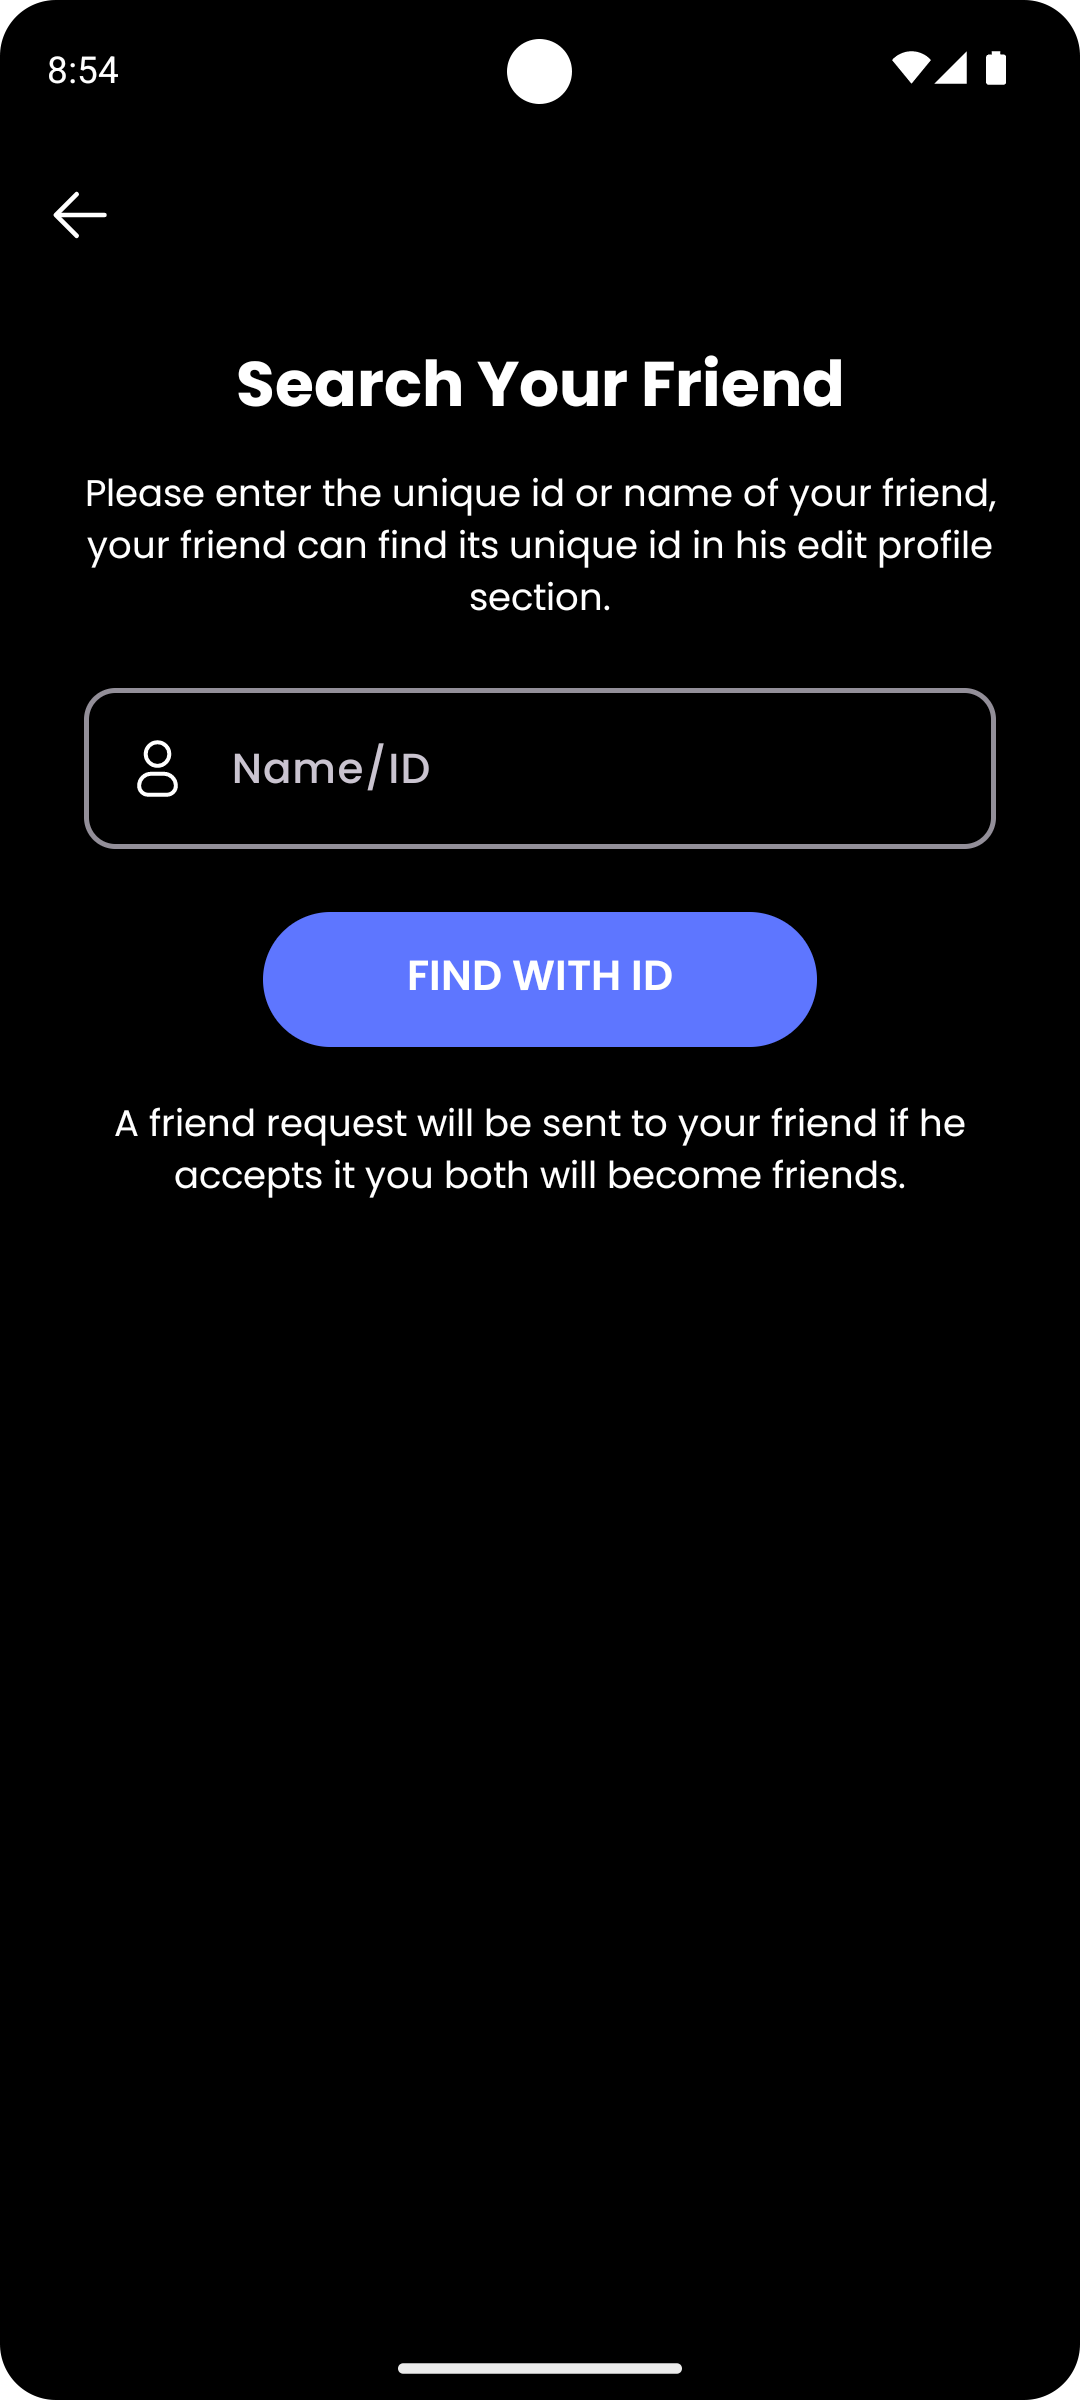 8:54
Search Your Friend
Please enter the unique id or name of your friend,
your friend can find its unique id in his edit profile
section.
Name/ID
FIND WITH ID
A friend request will be sent to your friend if he
accepts it you both will become friends.